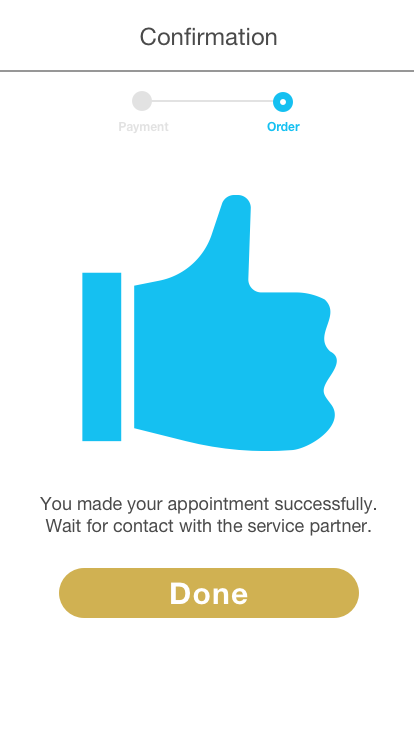 Confirmation
Payment Order
You made your appointment successfully.
Wait for contact with the service partner.
Done